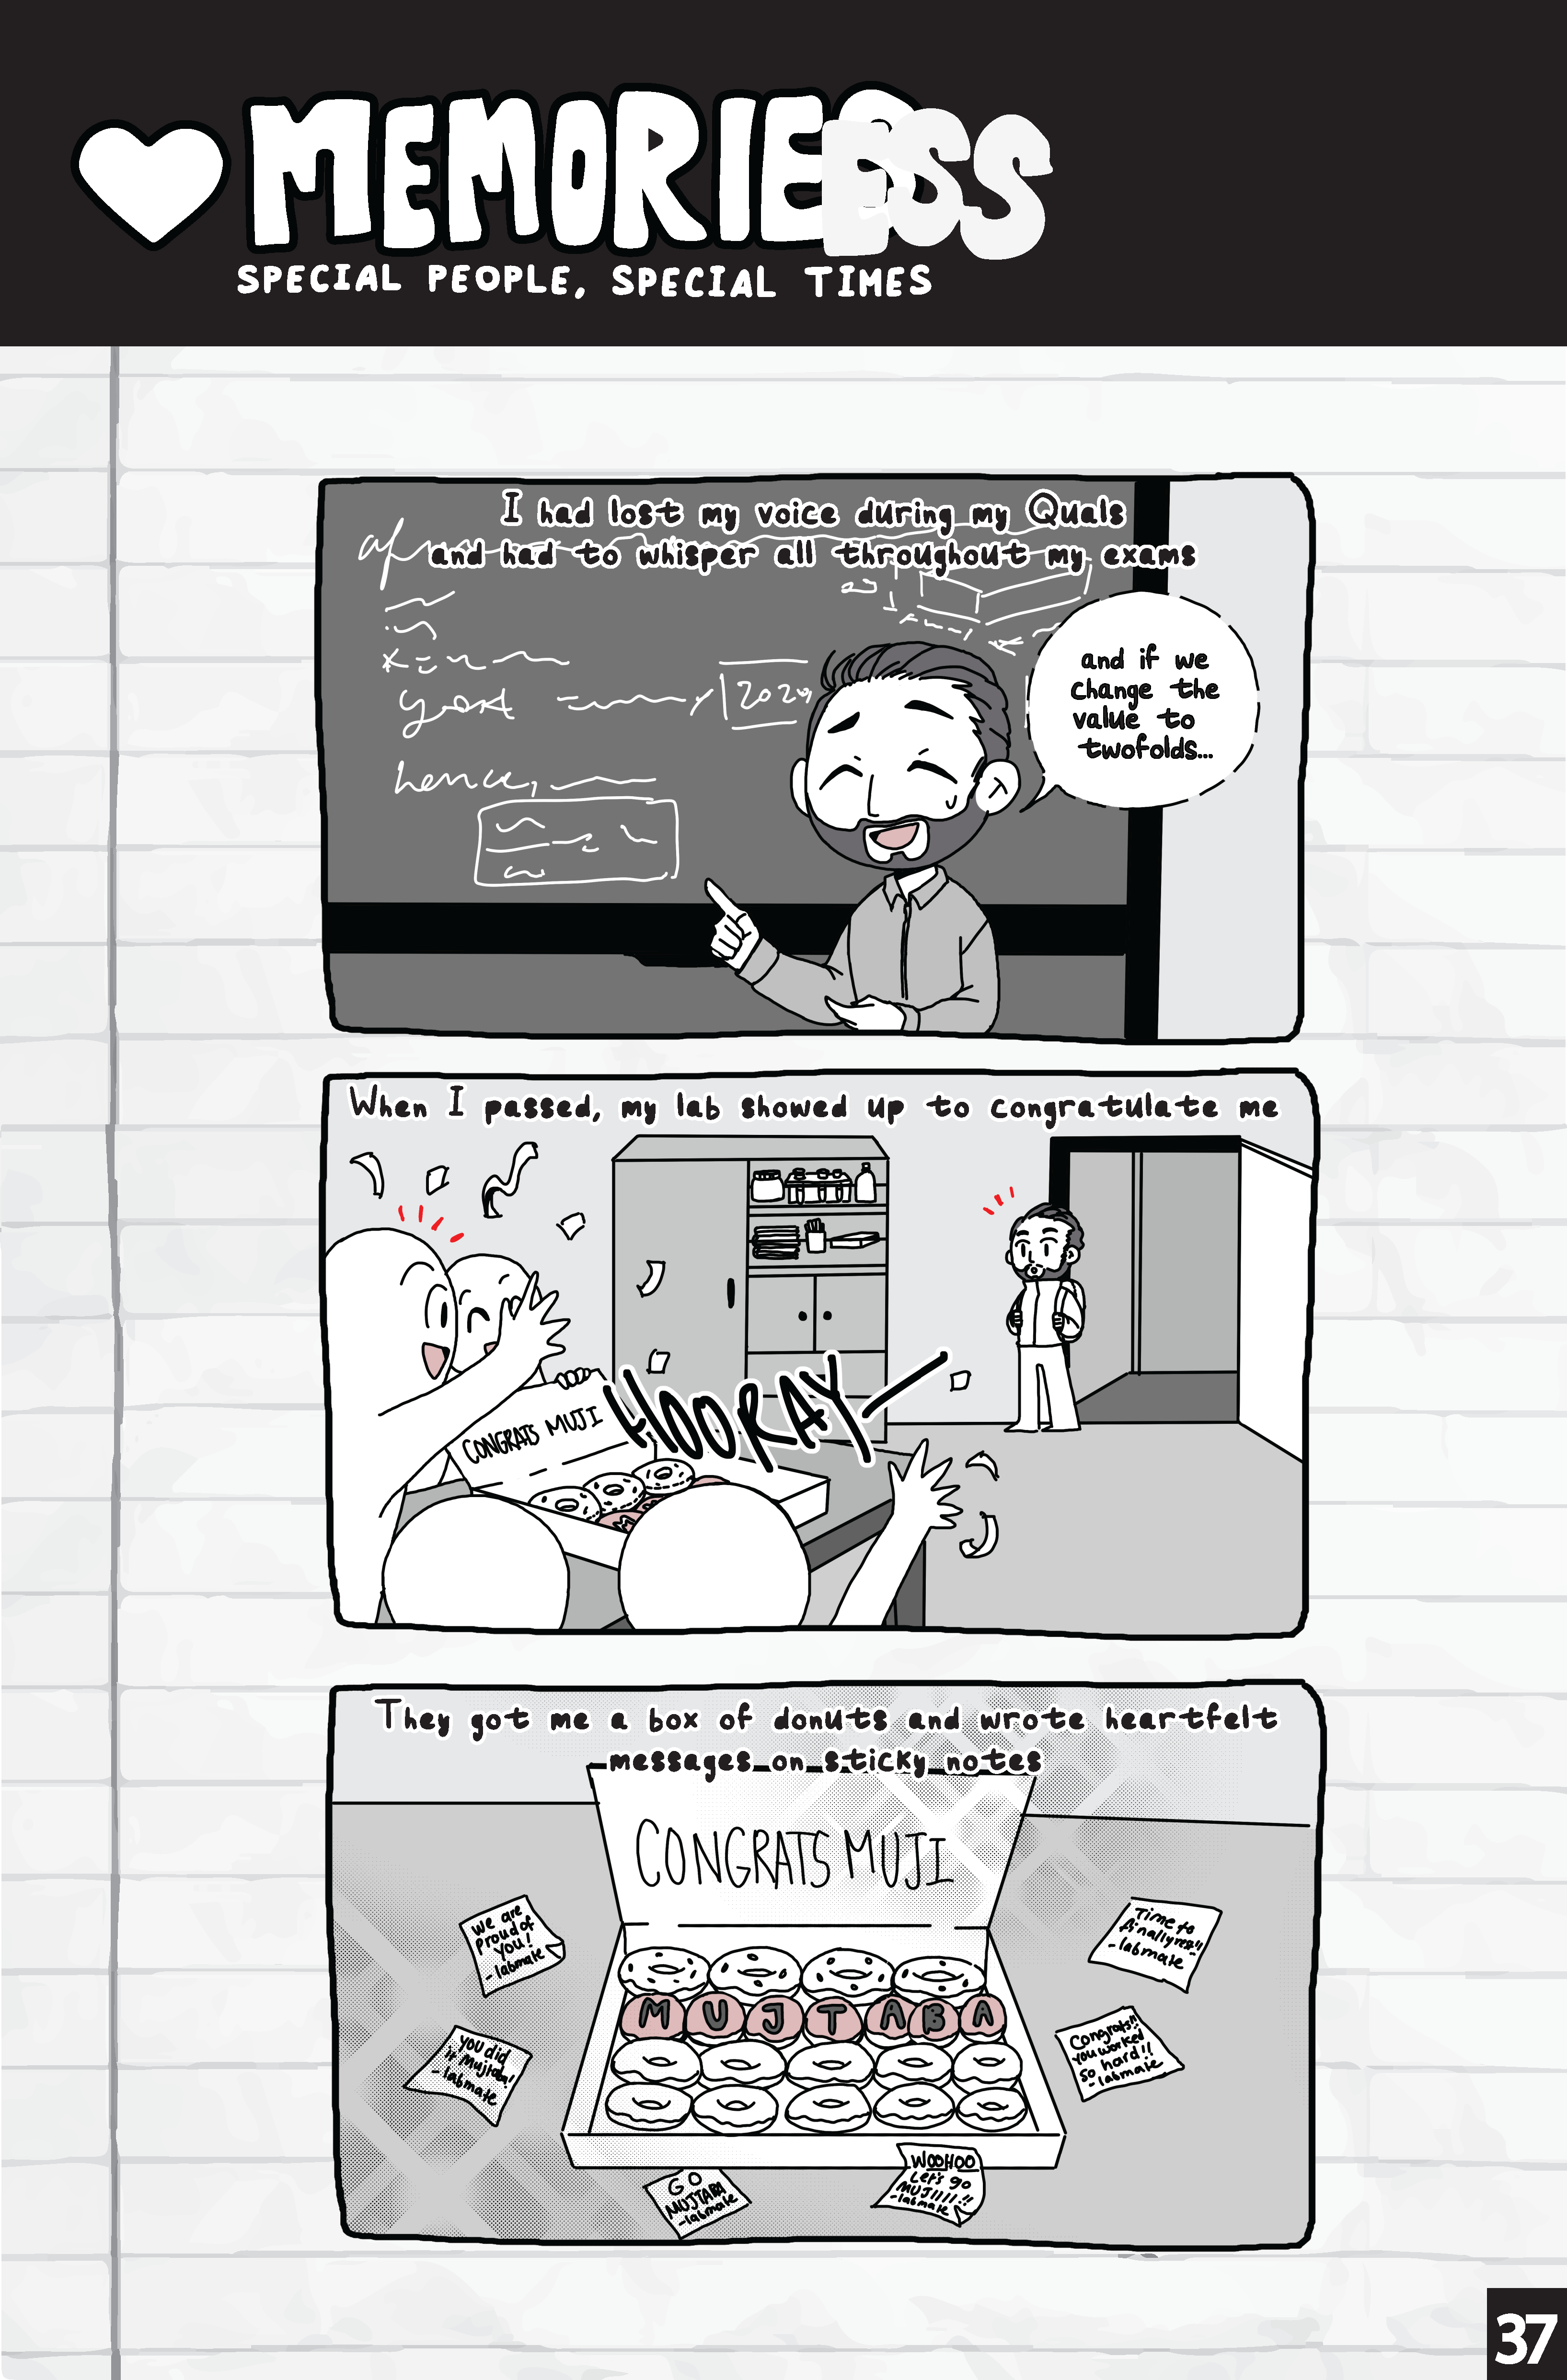 MEMORIES
ESS
SPECIAL PEOPLE, SPECIAL TIMES
I had lost my voice during my Quals
and had to whisper all throughout my exams
hence,
and if we
change the
value to
twofolds...
When I passed, my lab showed up to congratulate me
CONGRATS MUJI
HOORAY
They got me a box of donuts and wrote heartfelt
messages on sticky notes
CONGRATS MUJI
We are
Proud of
you!
- labmate
Time to
finally rest!!
- labmate
MUJTABA
you did
it Mujtaba!
- labmate
Congrats!!
you worked
so hard!!
- labmate
GO
MUJTABA
-labmate
WOOHOO
Let's go
MUJIIII!!
-labmate
37